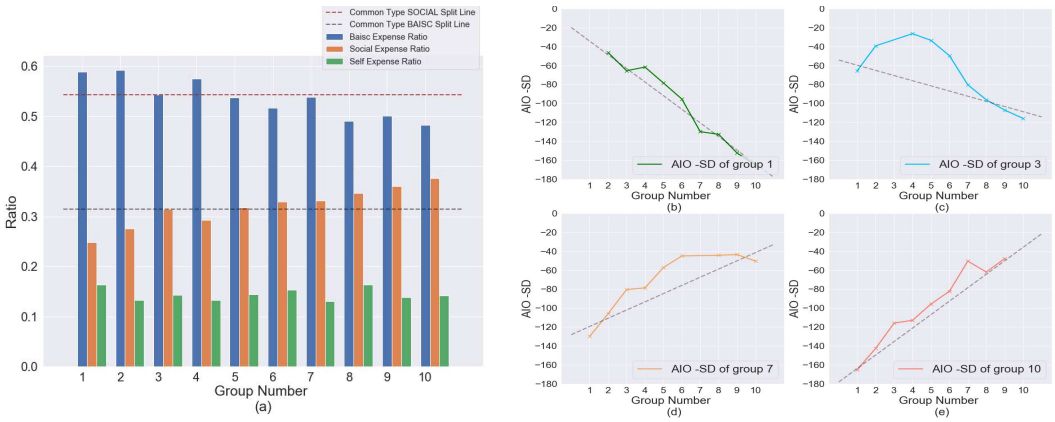 Common Type SOCIAL Split Line
Common Type BAISC Split Line
Baisc Expense Ratio
Social Expense Ratio
Self Expense Ratio
Ratio
0.6
0.5
0.4
0.3
0.2
0.1
0.0
1 2 3 4 5 6 7 8 9 10
Group Number
(a)
AIO -SD
0
−20
−40
−60
−80
−100
−120
−140
−160
−180
AIO -SD of group 1
1 2 3 4 5 6 7 8 9 10
Group Number
(b)
AIO -SD
0
−20
−40
−60
−80
−100
−120
−140
−160
−180
AIO -SD of group 3
1 2 3 4 5 6 7 8 9 10
Group Number
(c)
AIO -SD
0
−20
−40
−60
−80
−100
−120
−140
−160
−180
AIO -SD of group 7
1 2 3 4 5 6 7 8 9 10
Group Number
(d)
AIO -SD
0
−20
−40
−60
−80
−100
−120
−140
−160
−180
AIO -SD of group 10
1 2 3 4 5 6 7 8 9 10
Group Number
(e)